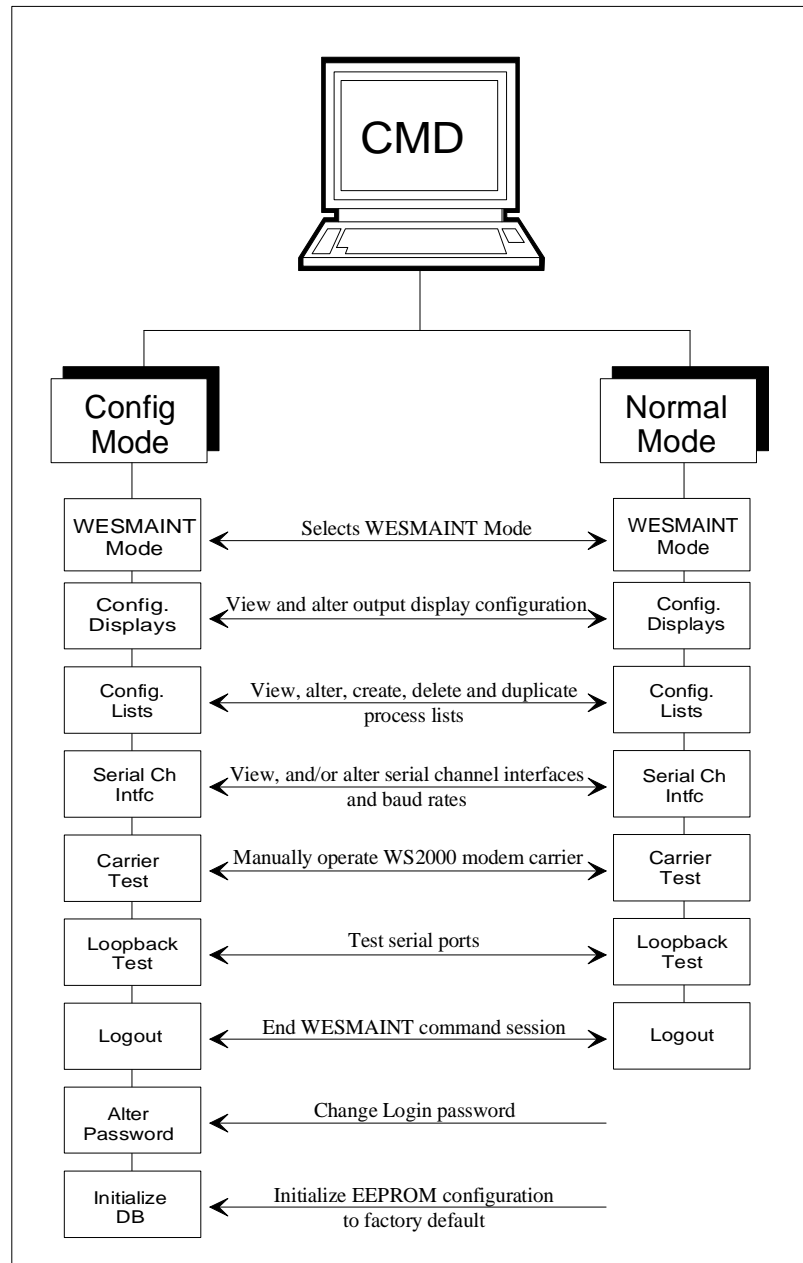 CMD
Config
Mode
Normal
Mode
WESMAINT
Mode
Selects WESMAINT Mode
WESMAINT
Mode
Config.
Displays
View and alter output display configuration
Config.
Displays
Config.
Lists
View, alter, create, delete and duplicate
process lists
Config.
Lists
Serial Ch
Intfc
View, and/or alter serial channel interfaces
and baud rates
Serial Ch
Intfc
Carrier
Test
Manually operate WS2000 modem carrier
Carrier
Test
Loopback
Test
Test serial ports
Loopback
Test
Logout
End WESMAINT command session
Logout
Alter
Password
Change Login password
Initialize
DB
Initialize EEPROM configuration
to factory default